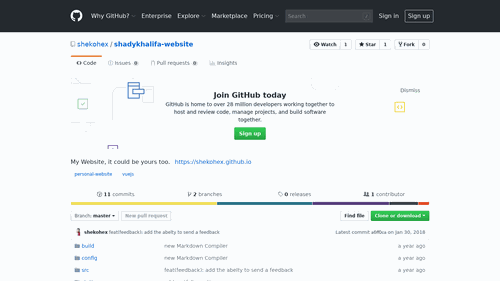 Why GitHub? Enterprise Explore Marketplace Pricing Search Sign in Sign up
shekohex / shadykhalifa-website Watch 1 Star 1 Fork 0
Code Issues 0 Pull requests 0 Insights
Dismiss
Join GitHub today
GitHub is home to over 28 million developers working together to
host and review code, manage projects, and build software
together.
Sign up
My Website, it could be yours too. https://shekohex.github.io
personal-website vuejs
11 commits 2 branches 0 releases 1 contributor
Branch: master New pull request Find file Clone or download
shekohex feat(feedback): add the abelty to send a feedback Latest commit on Jan 30, 2018
build new Markdown Compiler a year ago
config new Markdown Compiler a year ago
src feat(feedback): add the abelty to send a feedback a year ago